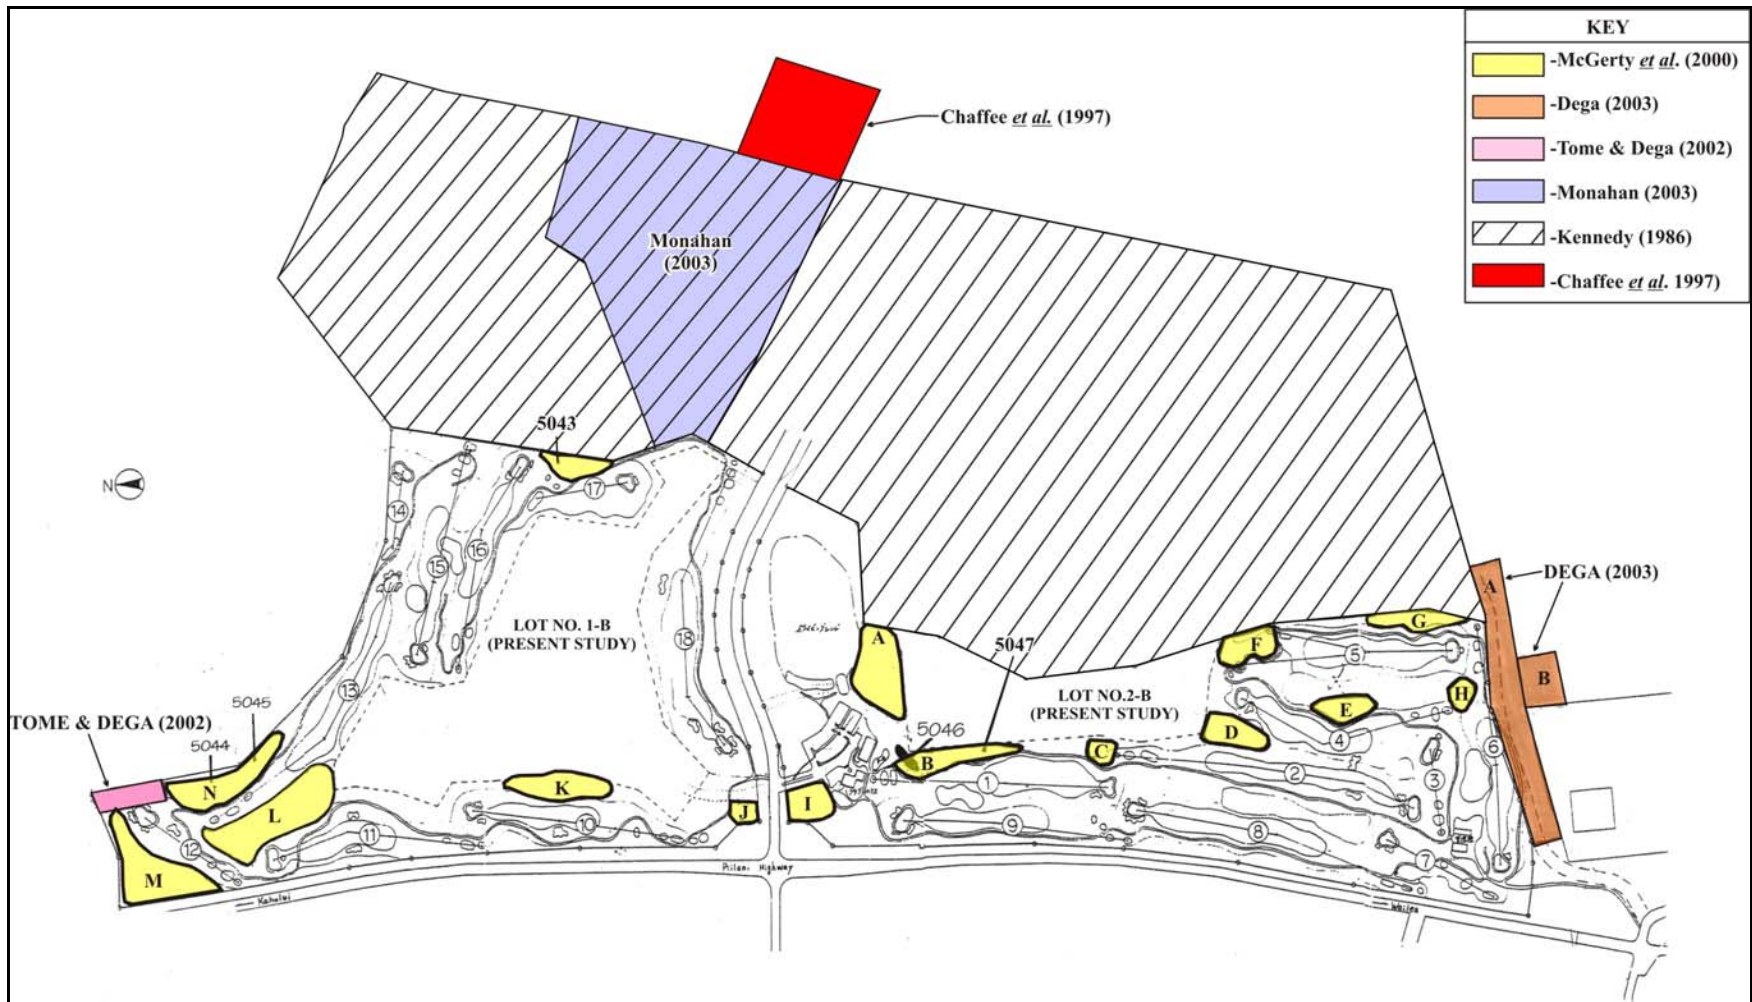 KEY
-McGerty et al. (2000)
-Dega (2003)
-Tome & Dega (2002)
-Monahan (2003)
-Kennedy (1986)
-Chaffee et al. 1997)
Chaffee et al. (1997)
Monahan
(2003)
5043
N
17
14
16
15
LOT NO. 1-B
(PRESENT STUDY)
18
13
A
DEGA (2003)
B
A
G
F
5
5047
LOT NO.2-B
(PRESENT STUDY)
H
E
D
4
6
5045
5044
TOME & DEGA (2002)
5046
B
C
1
2
3
N
K
L
J
I
10
11
12
9
8
7
M
Piilani Highway
Kahului
Wailea